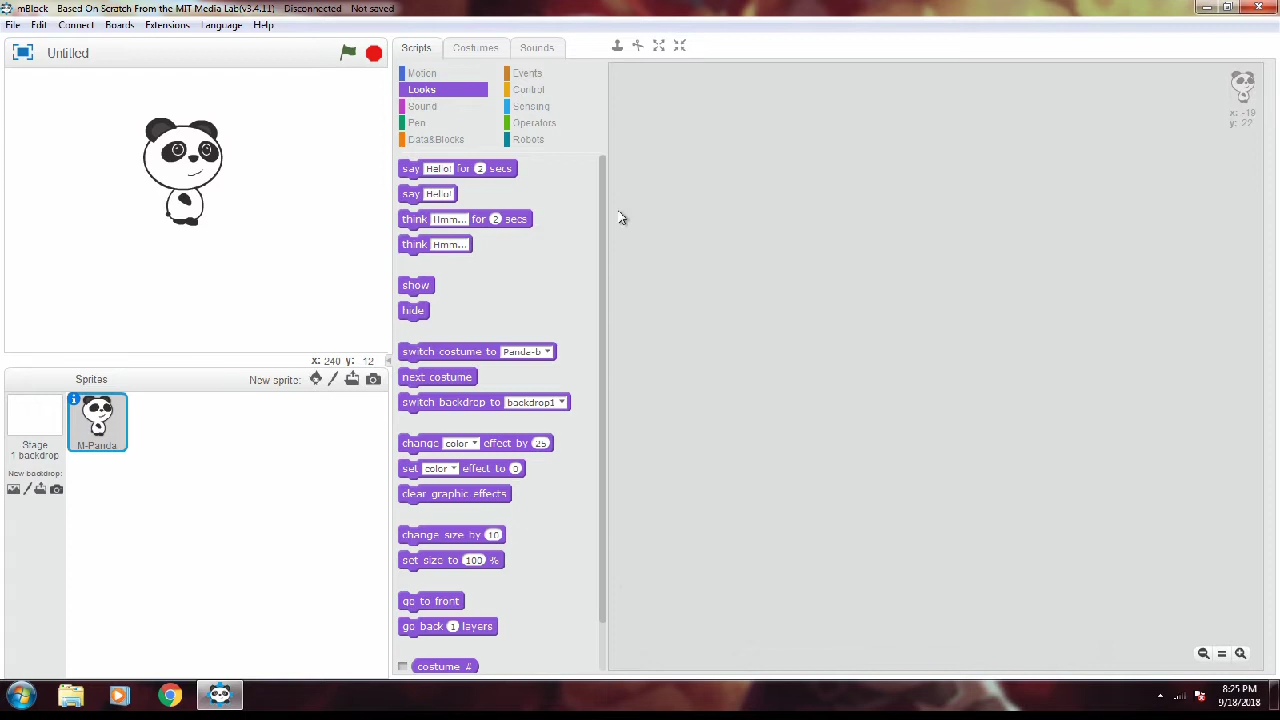 mBlock - Based On Scratch From the MIT Media Lab(v3.4.11) - Disconnected - Not saved
File Edit Connect Boards Extensions Language Help
Untitled
Scripts Costumes Sounds
Motion Events
Looks Control
Sound Sensing
Pen Operators
Data&Blocks Robots
x: -19
y: 22
say Hello! for 2 secs
say Hello!
think Hmm... for 2 secs
think Hmm...
show
hide
switch costume to Panda-b
next costume
switch backdrop to backdrop1
change color effect by 25
set color effect to 0
clear graphic effects
change size by 10
set size to 100 %
go to front
go back 1 layers
costume #
x: 240 y: 12
Sprites New sprite:
Stage
1 backdrop
M-Panda
New backdrop:
8:25 PM
9/18/2018